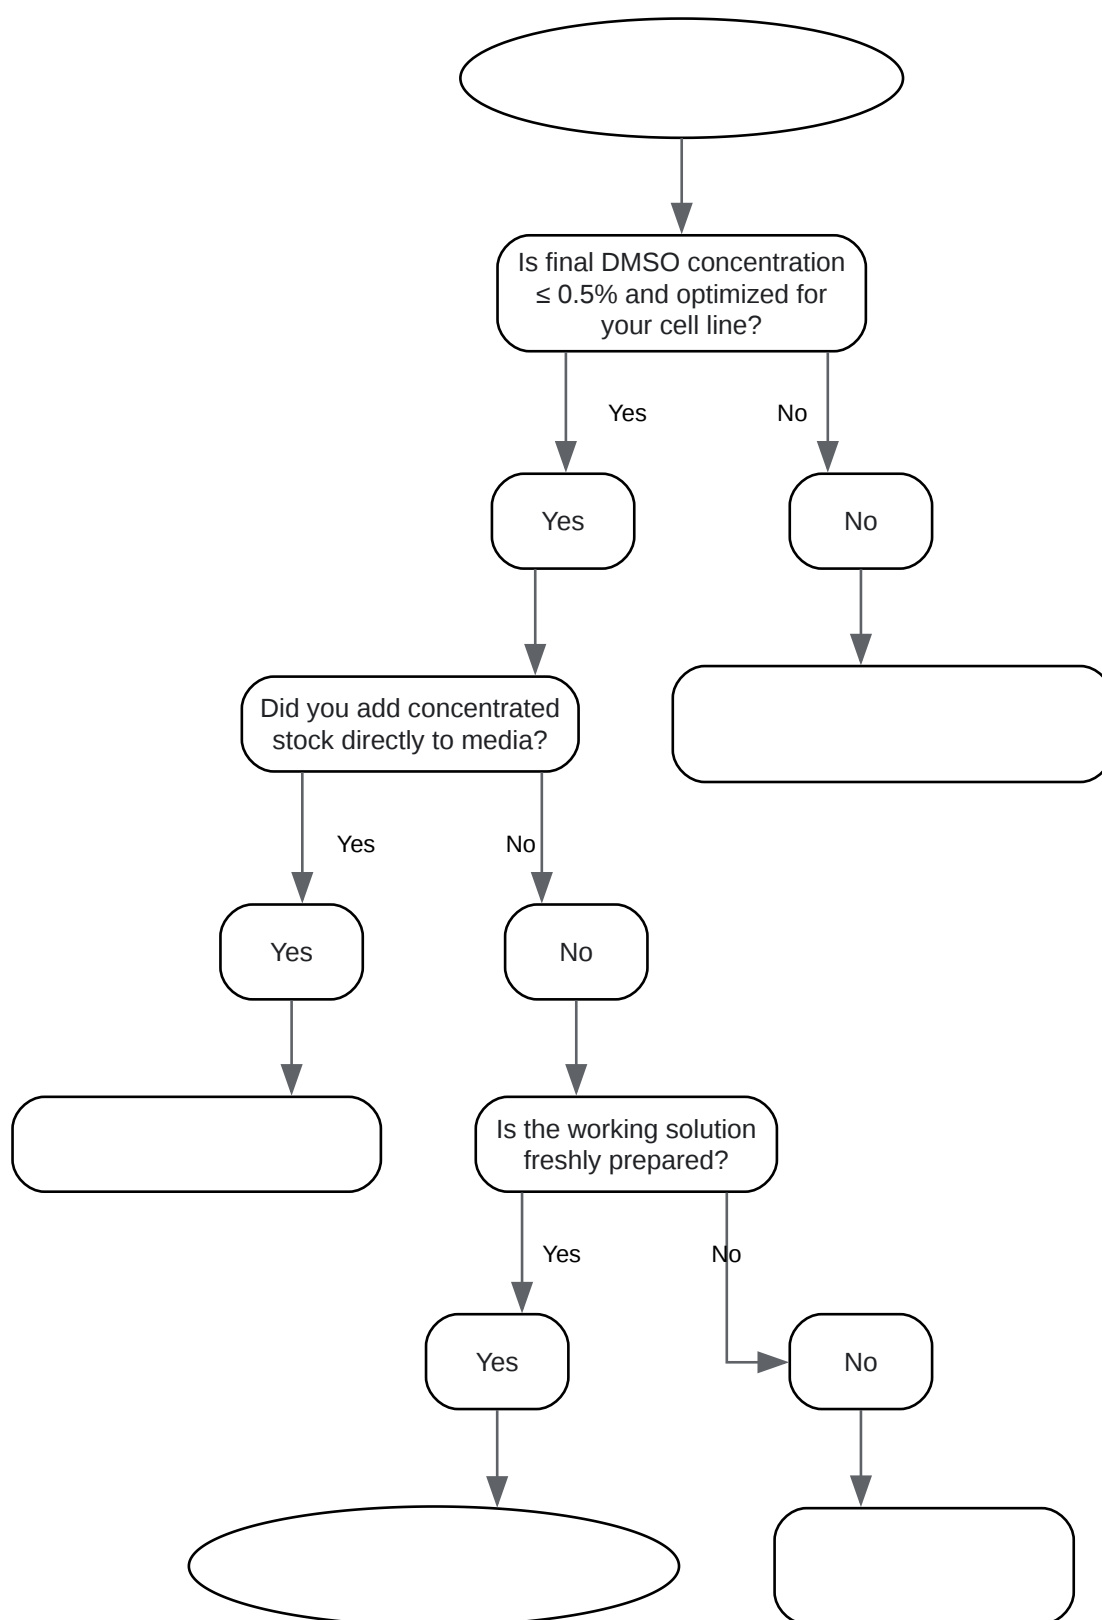 Is final DMSO concentration
≤ 0.5% and optimized for
your cell line?
Yes
No
Yes
No
Did you add concentrated
stock directly to media?
Yes
No
Yes
No
Is the working solution
freshly prepared?
Yes
No
Yes
No